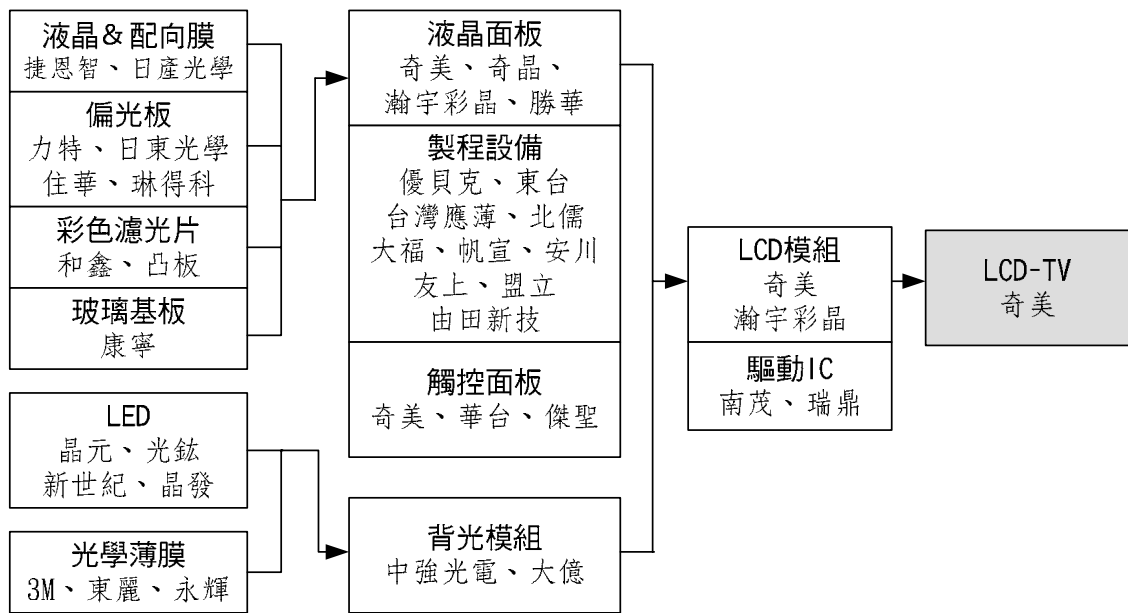 液晶＆配向膜
捷恩智、日產光學
偏光板
力特、日東光學
住華、琳得科
彩色濾光片
和鑫、凸板
玻璃基板
康寧
LED
晶元、光鋐
新世紀、晶發
光學薄膜
3M、東麗、永輝
液晶面板
奇美、奇晶、
瀚宇彩晶、勝華
製程設備
優貝克、東台
台灣應薄、北儒
大福、帆宣、安川
友上、盟立
由田新技
觸控面板
奇美、華台、傑聖
背光模組
中強光電、大億
LCD模組
奇美
瀚宇彩晶
驅動IC
南茂、瑞鼎
LCD-TV
奇美